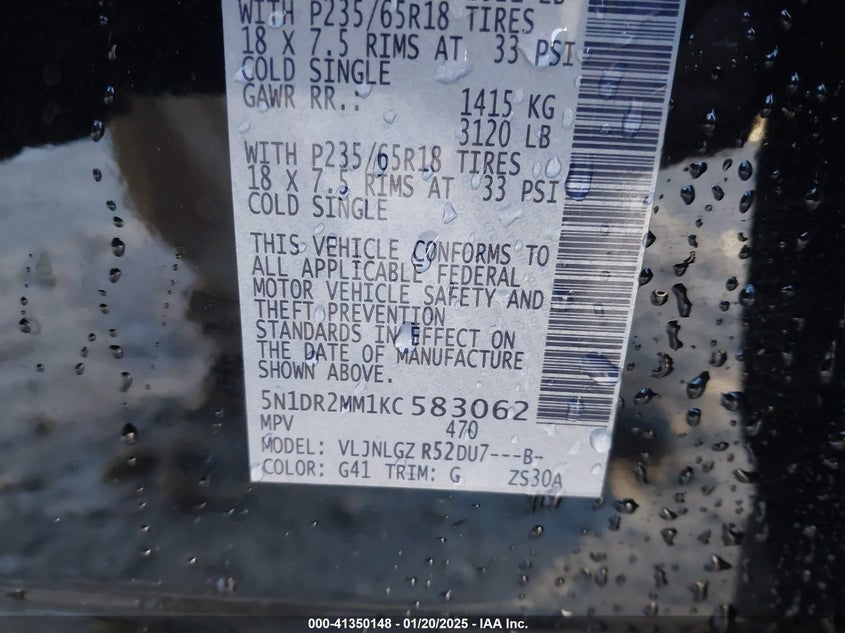 WITH P235/65R18 TIRES
18 X 7.5 RIMS AT 33 PSI
COLD SINGLE
GAWR RR.: 1415 KG
3120 LB
WITH P235/65R18 TIRES
18 X 7.5 RIMS AT 33 PSI
COLD SINGLE
THIS VEHICLE CONFORMS TO
ALL APPLICABLE FEDERAL
MOTOR VEHICLE SAFETY AND
THEFT PREVENTION
STANDARDS IN EFFECT ON
THE DATE OF MANUFACTURE
SHOWN ABOVE.
5N1DR2MM1KC 583062
MPV 470
MODEL: VLJNLGZ R52DU7---B-
COLOR: G41 TRIM: G ZS30A
000-41350148 — 01/20/2025 — IAA Inc.